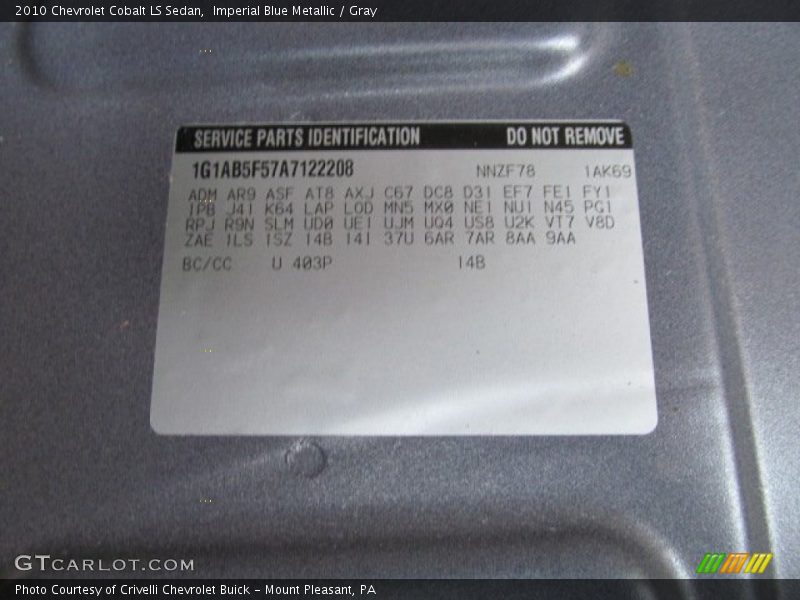 2010 Chevrolet Cobalt LS Sedan,  Imperial Blue Metallic / Gray
SERVICE PARTS IDENTIFICATION DO NOT REMOVE
1G1AB5F57A7122208 NNZF78 1AK69
ADM AR9 ASF AT8 AXJ C67 DC8 D31 EF7 FE1 FY1
1PB J41 K64 LAP LOD MN5 MX0 NE1 NU1 N45 PG1
RPJ R9N SLM UD0 UE1 UJM UQ4 US8 U2K VT7 V8D
ZAE 1LS 1SZ 14B 14I 37U 6AR 7AR 8AA 9AA
BC/CC U 403P 14B
GTCARLOT.COM
Photo Courtesy of Crivelli Chevrolet Buick - Mount Pleasant, PA